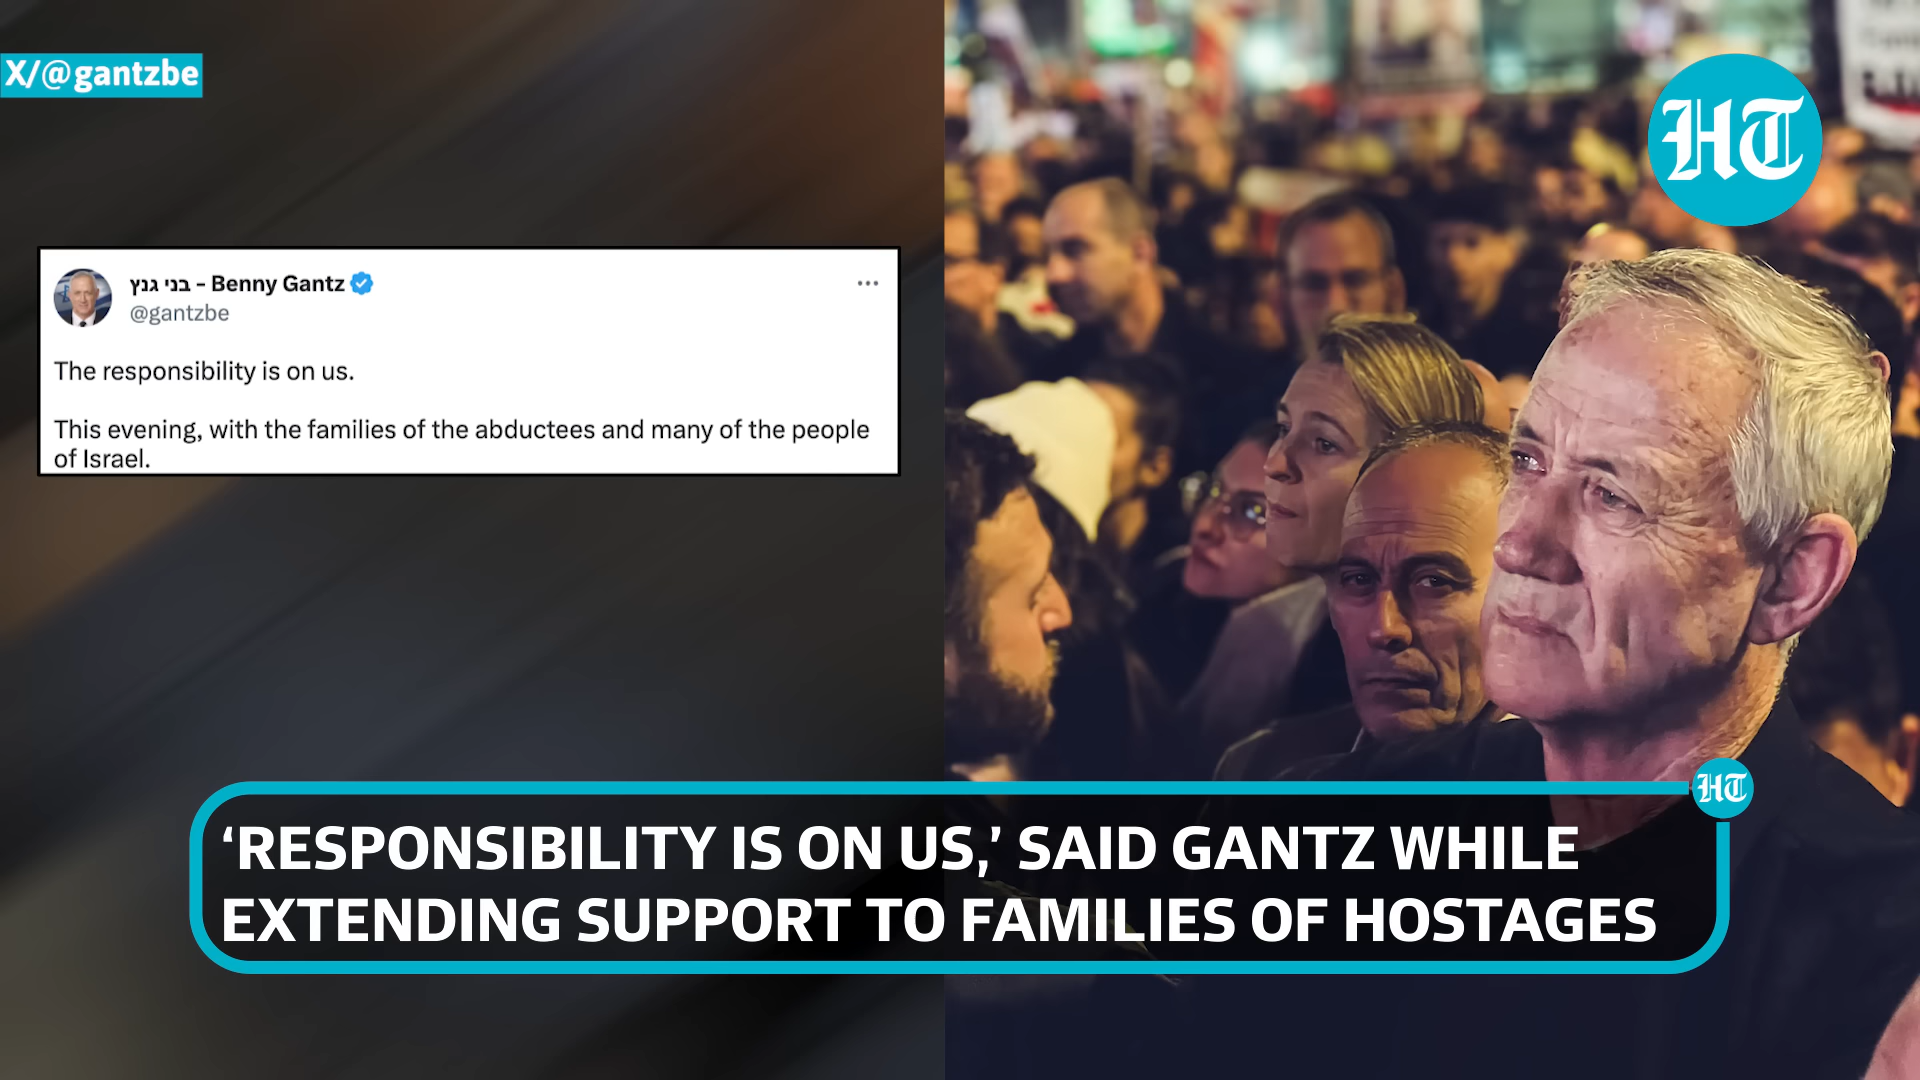 X/@gantzbe
HT
בני גנץ - Benny Gantz
@gantzbe
The responsibility is on us.
This evening, with the families of the abductees and many of the people
of Israel.
HT
‘RESPONSIBILITY IS ON US,’ SAID GANTZ WHILE
EXTENDING SUPPORT TO FAMILIES OF HOSTAGES